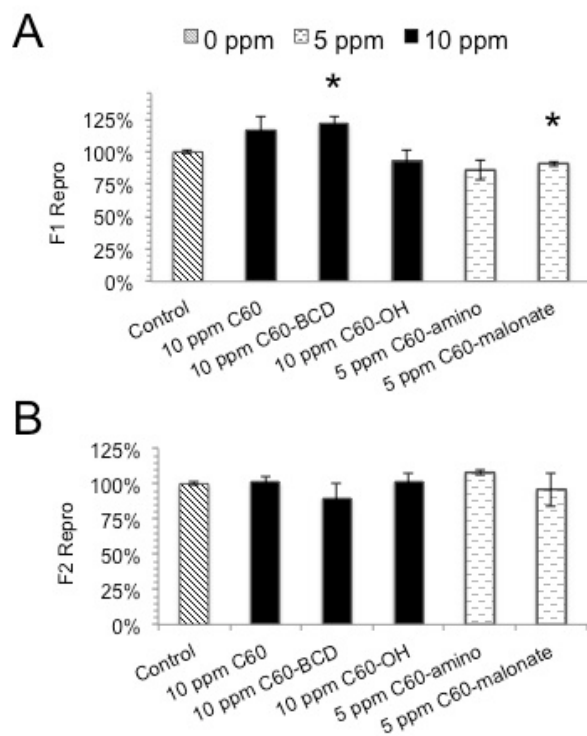 A
0 ppm 5 ppm 10 ppm
* *
125%
100%
75%
50%
25%
0%
F1 Repro
Control
10 ppm C60
10 ppm C60-BCD
10 ppm C60-OH
5 ppm C60-amino
5 ppm C60-malonate
B
125%
100%
75%
50%
25%
0%
F2 Repro
Control
10 ppm C60
10 ppm C60-BCD
10 ppm C60-OH
5 ppm C60-amino
5 ppm C60-malonate